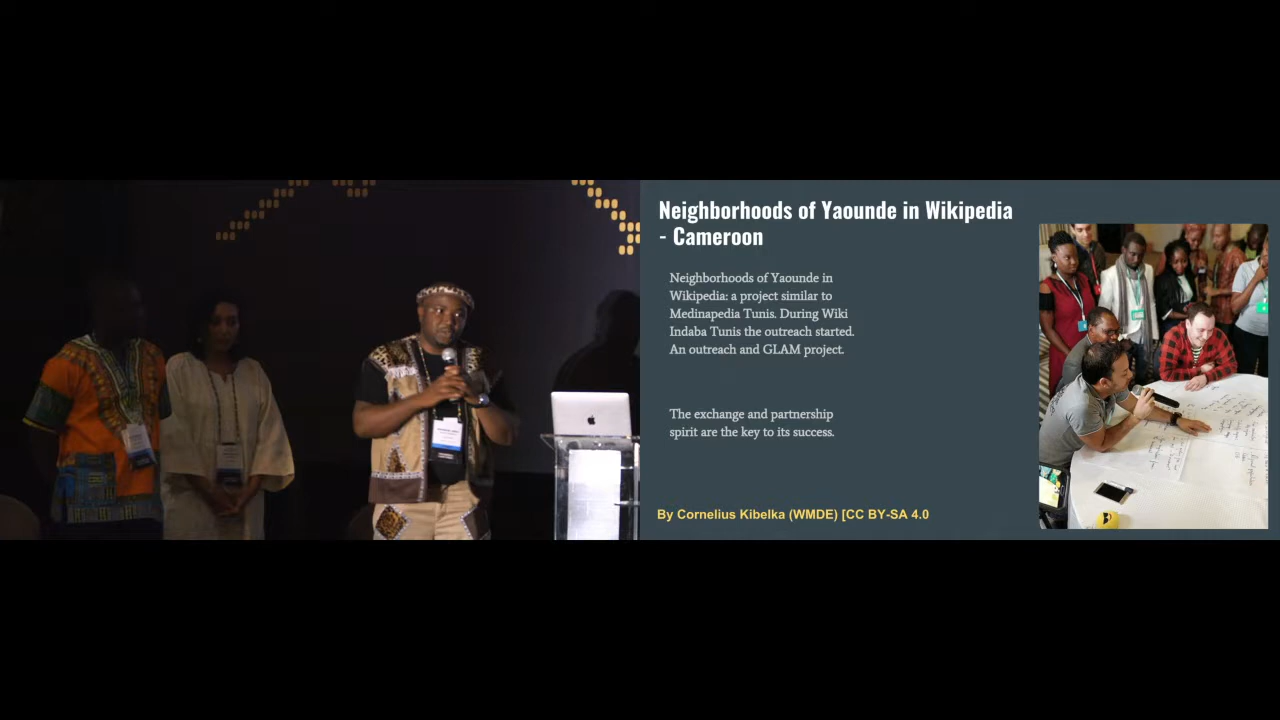 Neighborhoods of Yaounde in Wikipedia
- Cameroon
Neighborhoods of Yaounde in
Wikipedia: a project similar to
Medinapedia Tunis. During Wiki
Indaba Tunis the outreach started.
An outreach and GLAM project.
The exchange and partnership
spirit are the key to its success.
By Cornelius Kibelka (WMDE) [CC BY-SA 4.0